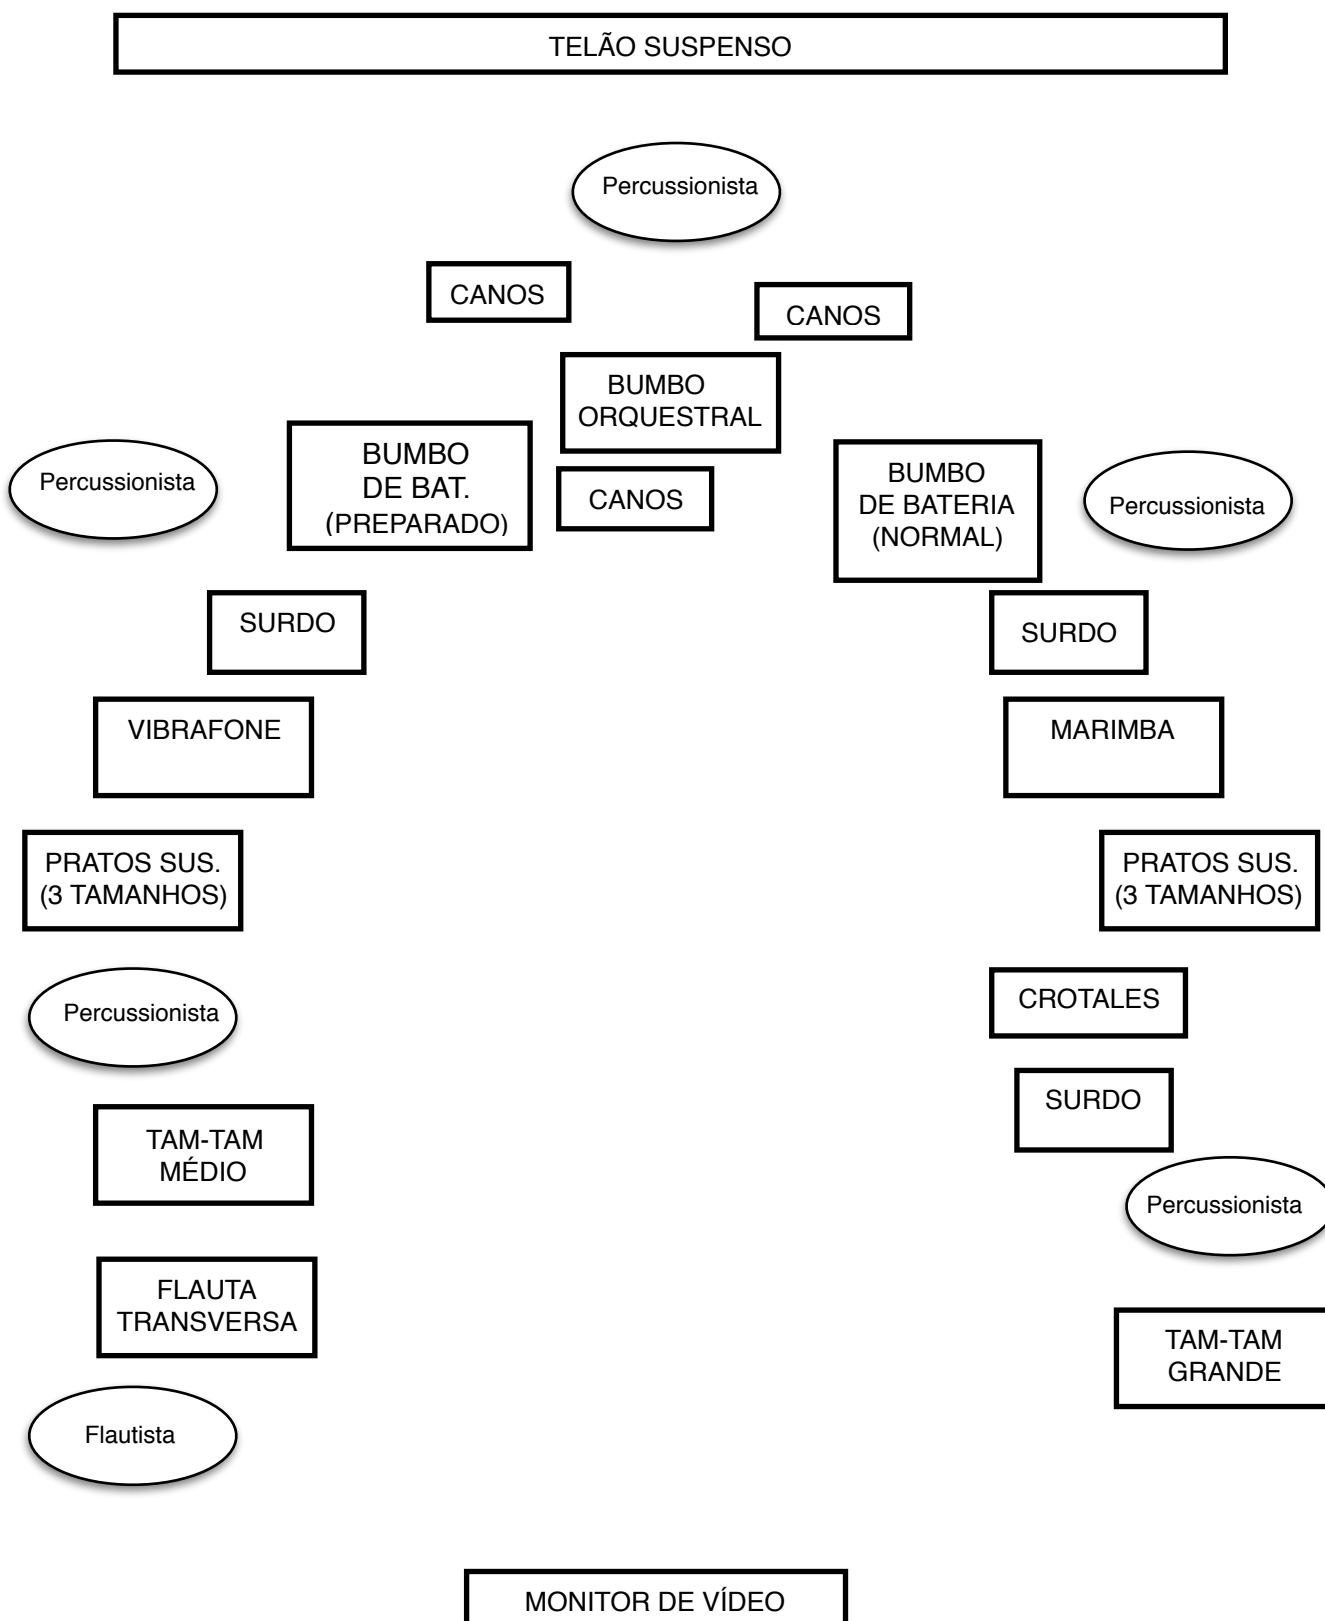 TELÃO SUSPENSO
Percussionista
CANOS
CANOS
BUMBO
ORQUESTRAL
BUMBO
DE BAT.
(PREPARADO)
CANOS
BUMBO
DE BATERIA
(NORMAL)
Percussionista
Percussionista
SURDO
SURDO
VIBRAFONE
MARIMBA
PRATOS SUS.
(3 TAMANHOS)
PRATOS SUS.
(3 TAMANHOS)
Percussionista
CROTALES
SURDO
TAM-TAM
MÉDIO
Percussionista
FLAUTA
TRANSVERSA
TAM-TAM
GRANDE
Flautista
MONITOR DE VÍDEO